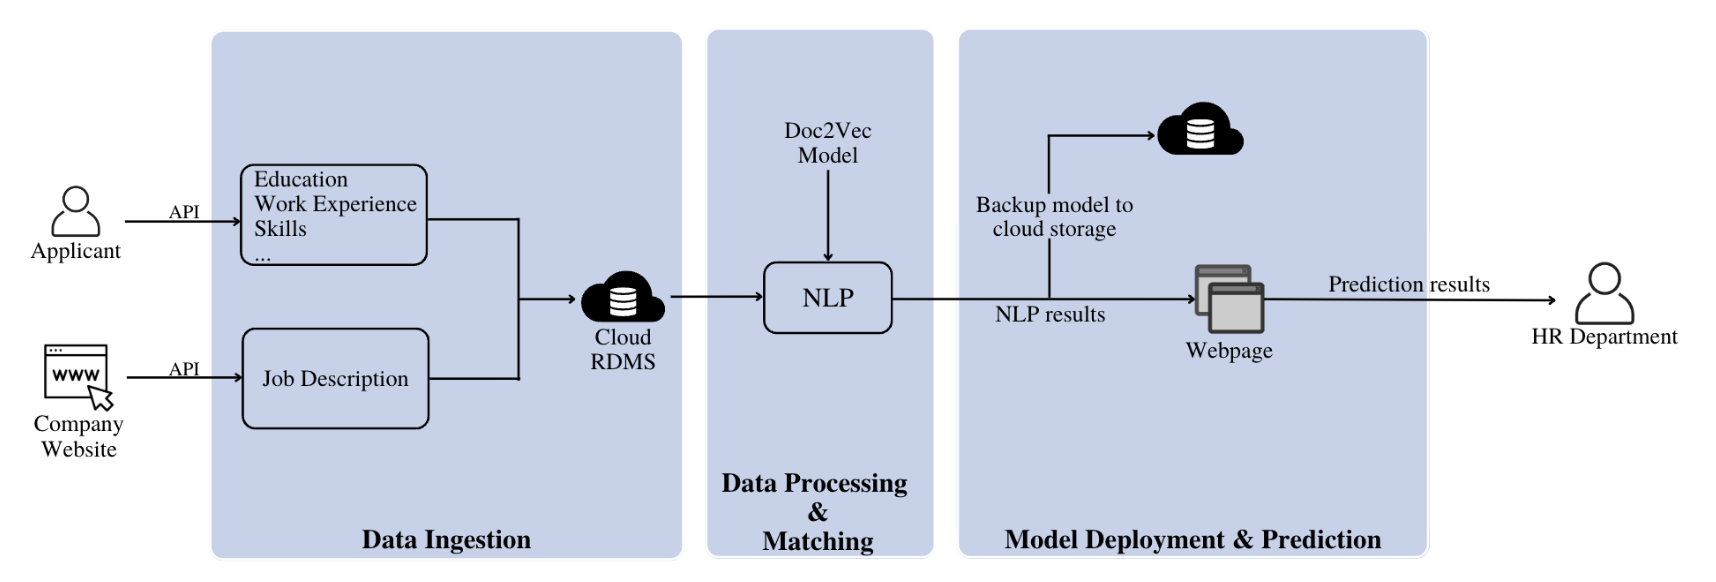 API
Applicant
Education
Work Experience
Skills
...
API
www
Company
Website
Job Description
Cloud
RDMS
Data Ingestion
Doc2Vec
Model
NLP
Data Processing
&
Matching
Backup model to
cloud storage
NLP results
Webpage
Model Deployment & Prediction
Prediction results
HR Department